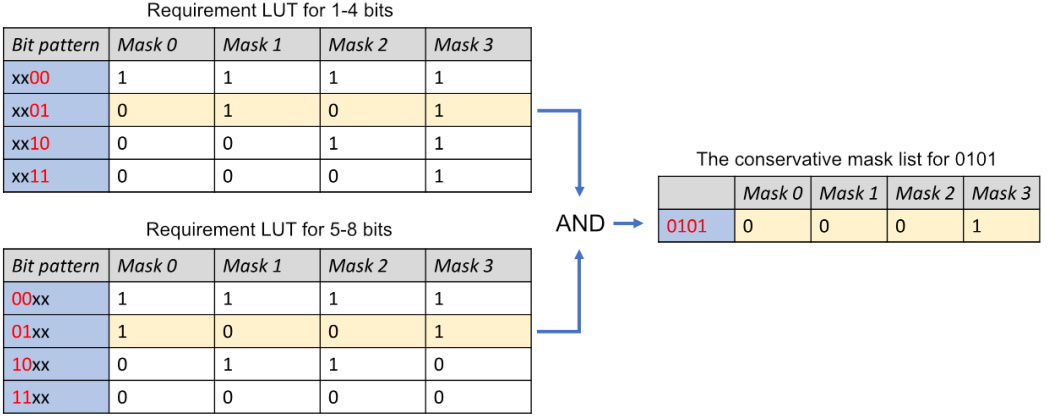 Requirement LUT for 1-4 bits
Bit pattern Mask 0 Mask 1 Mask 2 Mask 3
xx00 1 1 1 1
xx01 0 1 0 1
xx10 0 0 1 1
xx11 0 0 0 1
Requirement LUT for 5-8 bits
Bit pattern Mask 0 Mask 1 Mask 2 Mask 3
00xx 1 1 1 1
01xx 1 0 0 1
10xx 0 1 1 0
11xx 0 0 0 0
AND
The conservative mask list for 0101
Mask 0 Mask 1 Mask 2 Mask 3
0101 0 0 0 1